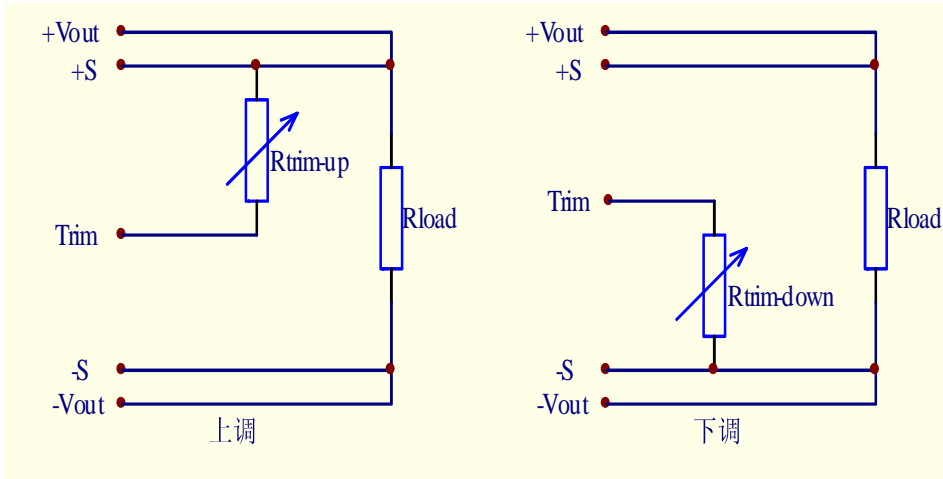 +Vout
+S
Rtrim-up
Rload
Trim
-S
-Vout
上调
+Vout
+S
Trim
Rload
Rtrim-down
-S
-Vout
下调